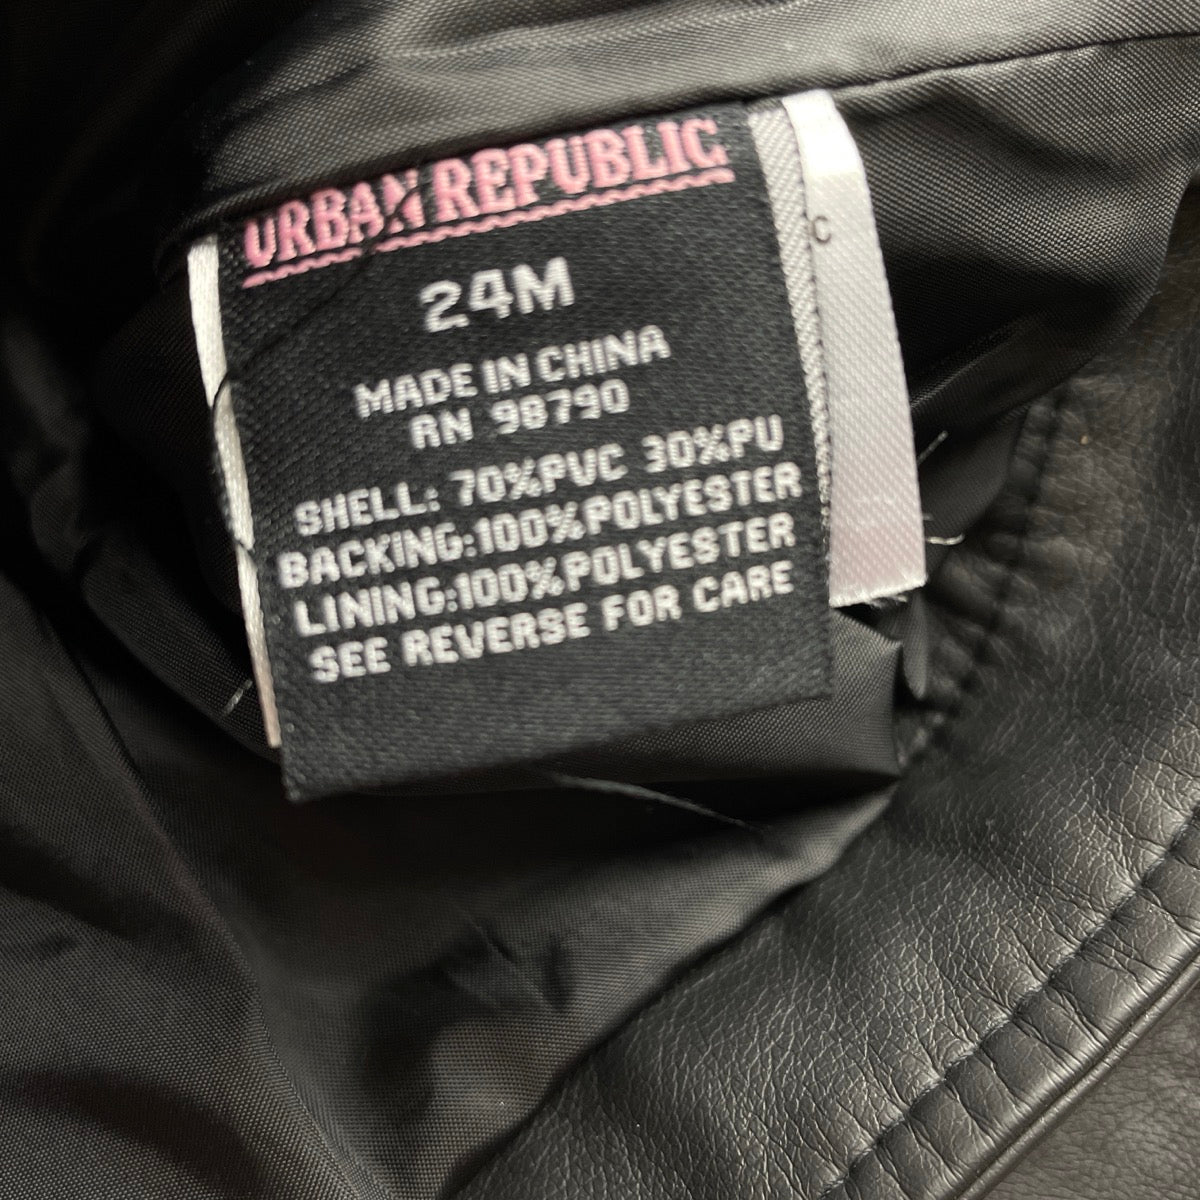 URBAN REPUBLIC
24M
MADE IN CHINA
RN 98790
SHELL: 70%PVC 30%PU
BACKING:100%POLYESTER
LINING:100%POLYESTER
SEE REVERSE FOR CARE
C